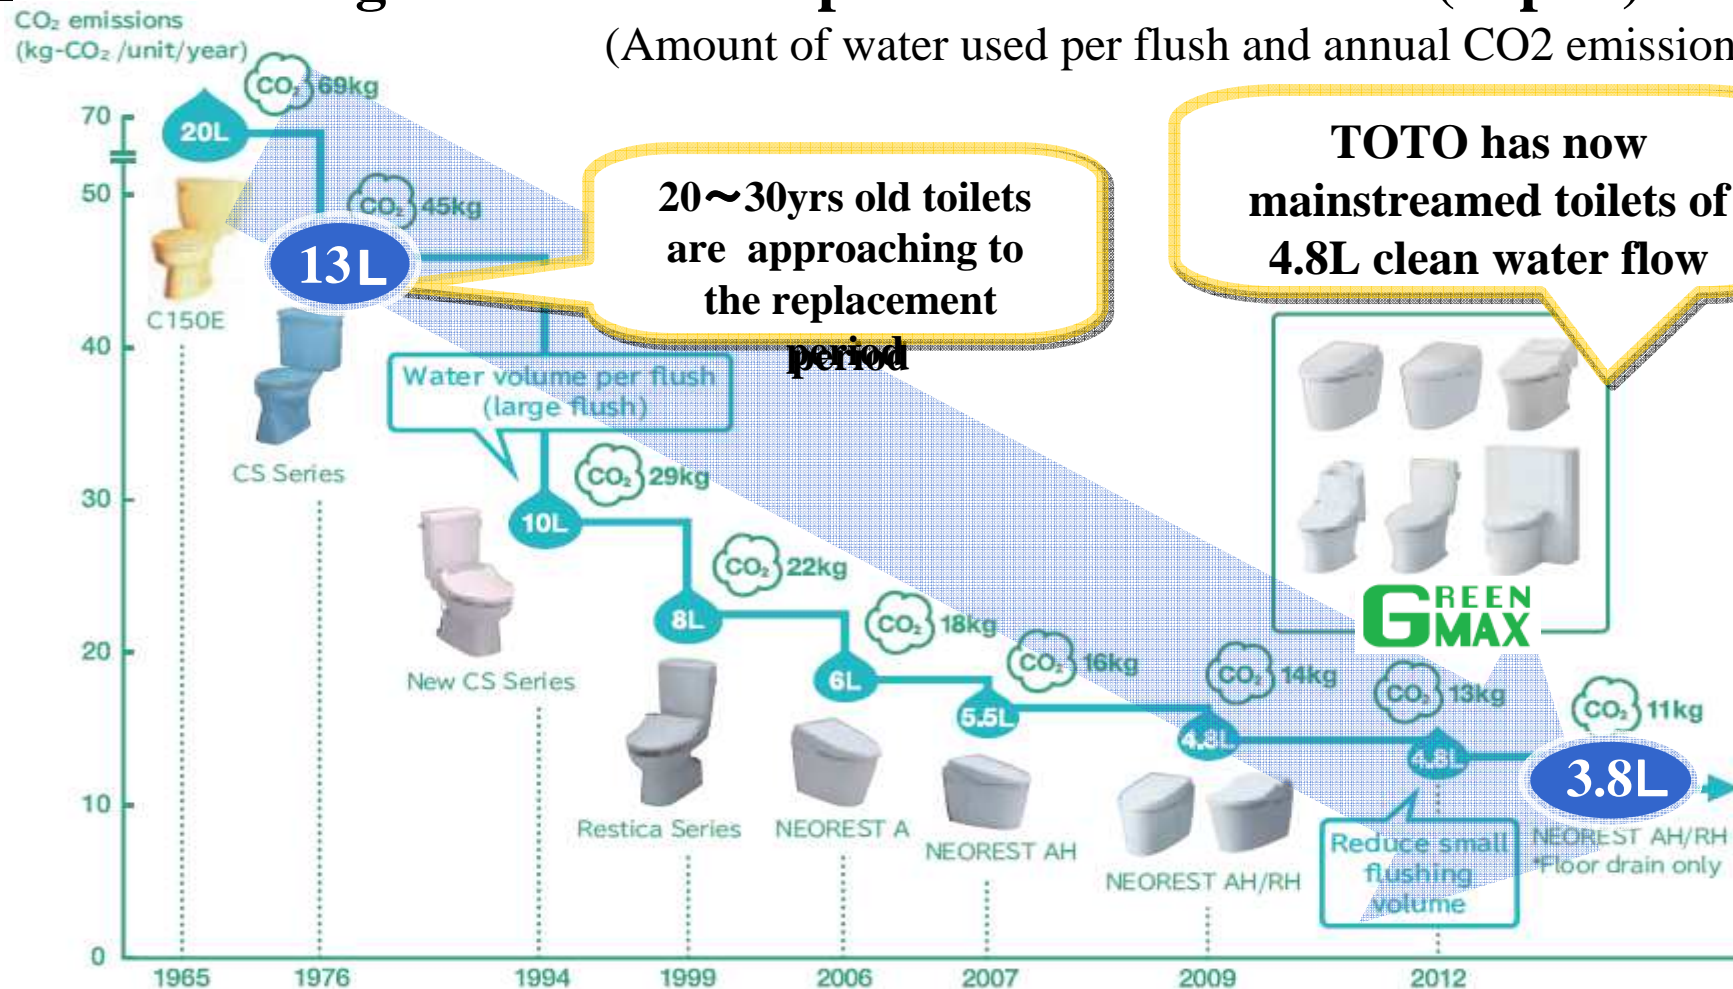 CO₂ emissions
(kg-CO₂ /unit/year)
(Amount of water used per flush and annual CO2 emission
70
50
40
30
20
10
0
CO₂ 69kg
20L
C150E
CO₂ 45kg
13L
CS Series
20〜30yrs old toilets
are approaching to
the replacement
period
TOTO has now
mainstreamed toilets of
4.8L clean water flow
Water volume per flush
(large flush)
CO₂ 29kg
10L
New CS Series
CO₂ 22kg
8L
Restica Series
CO₂ 18kg
6L
NEOREST A
CO₂ 16kg
5.5L
NEOREST AH
CO₂ 14kg
4.8L
NEOREST AH/RH
GREEN
MAX
CO₂ 13kg
4.8L
Reduce small
flushing
volume
CO₂ 11kg
3.8L
NEOREST AH/RH
*Floor drain only
1965
1976
1994
1999
2006
2007
2009
2012